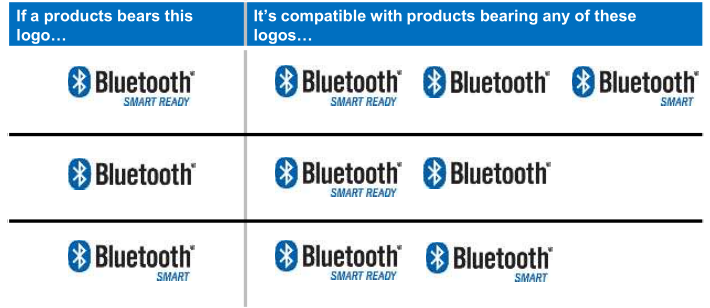 If a products bears this
logo...
It's compatible with products bearing any of these
logos...
Bluetooth
SMART READY
Bluetooth
SMART READY
Bluetooth
Bluetooth
SMART
Bluetooth
Bluetooth
SMART READY
Bluetooth
Bluetooth
SMART
Bluetooth
SMART READY
Bluetooth
SMART